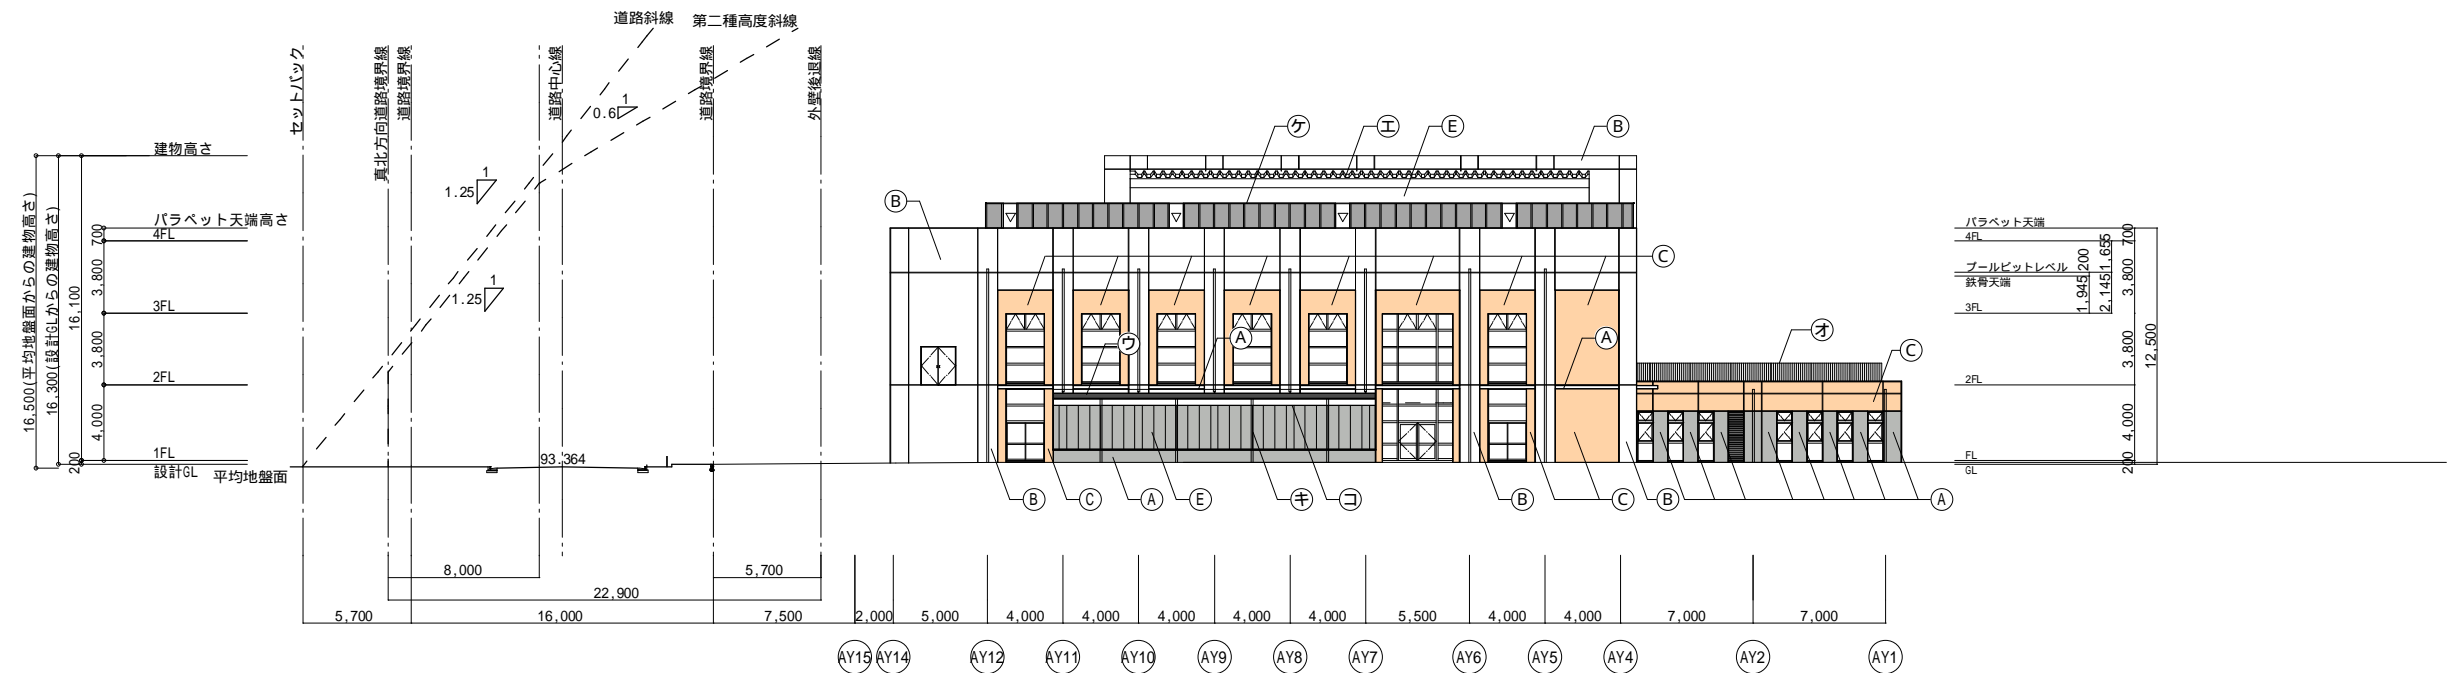 道路斜線
第二種高度斜線
セットバック
真北方向道路境界線
道路境界線
道路中心線
道路境界線
外壁後退線
1
0.6
1
1.25
1
1.25
建物高さ
パラペット天端高さ
4FL
3FL
2FL
1FL
設計GL
平均地盤面
16,500(平均地盤面からの建物高さ)
16,300(設計GLからの建物高さ)
16,100
200
700
3,800
3,800
4,000
93.364
ケ
エ
E
B
B
C
ウ
A
A
オ
C
B
C
A
E
キ
コ
B
C
B
A
パラペット天端
4FL
プールピットレベル
鉄骨天端
3FL
2FL
FL
GL
1,945
200
2,145
1,655
700
3,800
3,800
4,000
200
12,500
8,000
5,700
22,900
5,700
16,000
7,500
2,000
5,000
4,000
4,000
4,000
4,000
4,000
5,500
4,000
4,000
7,000
7,000
AY15
AY14
AY12
AY11
AY10
AY9
AY8
AY7
AY6
AY5
AY4
AY2
AY1